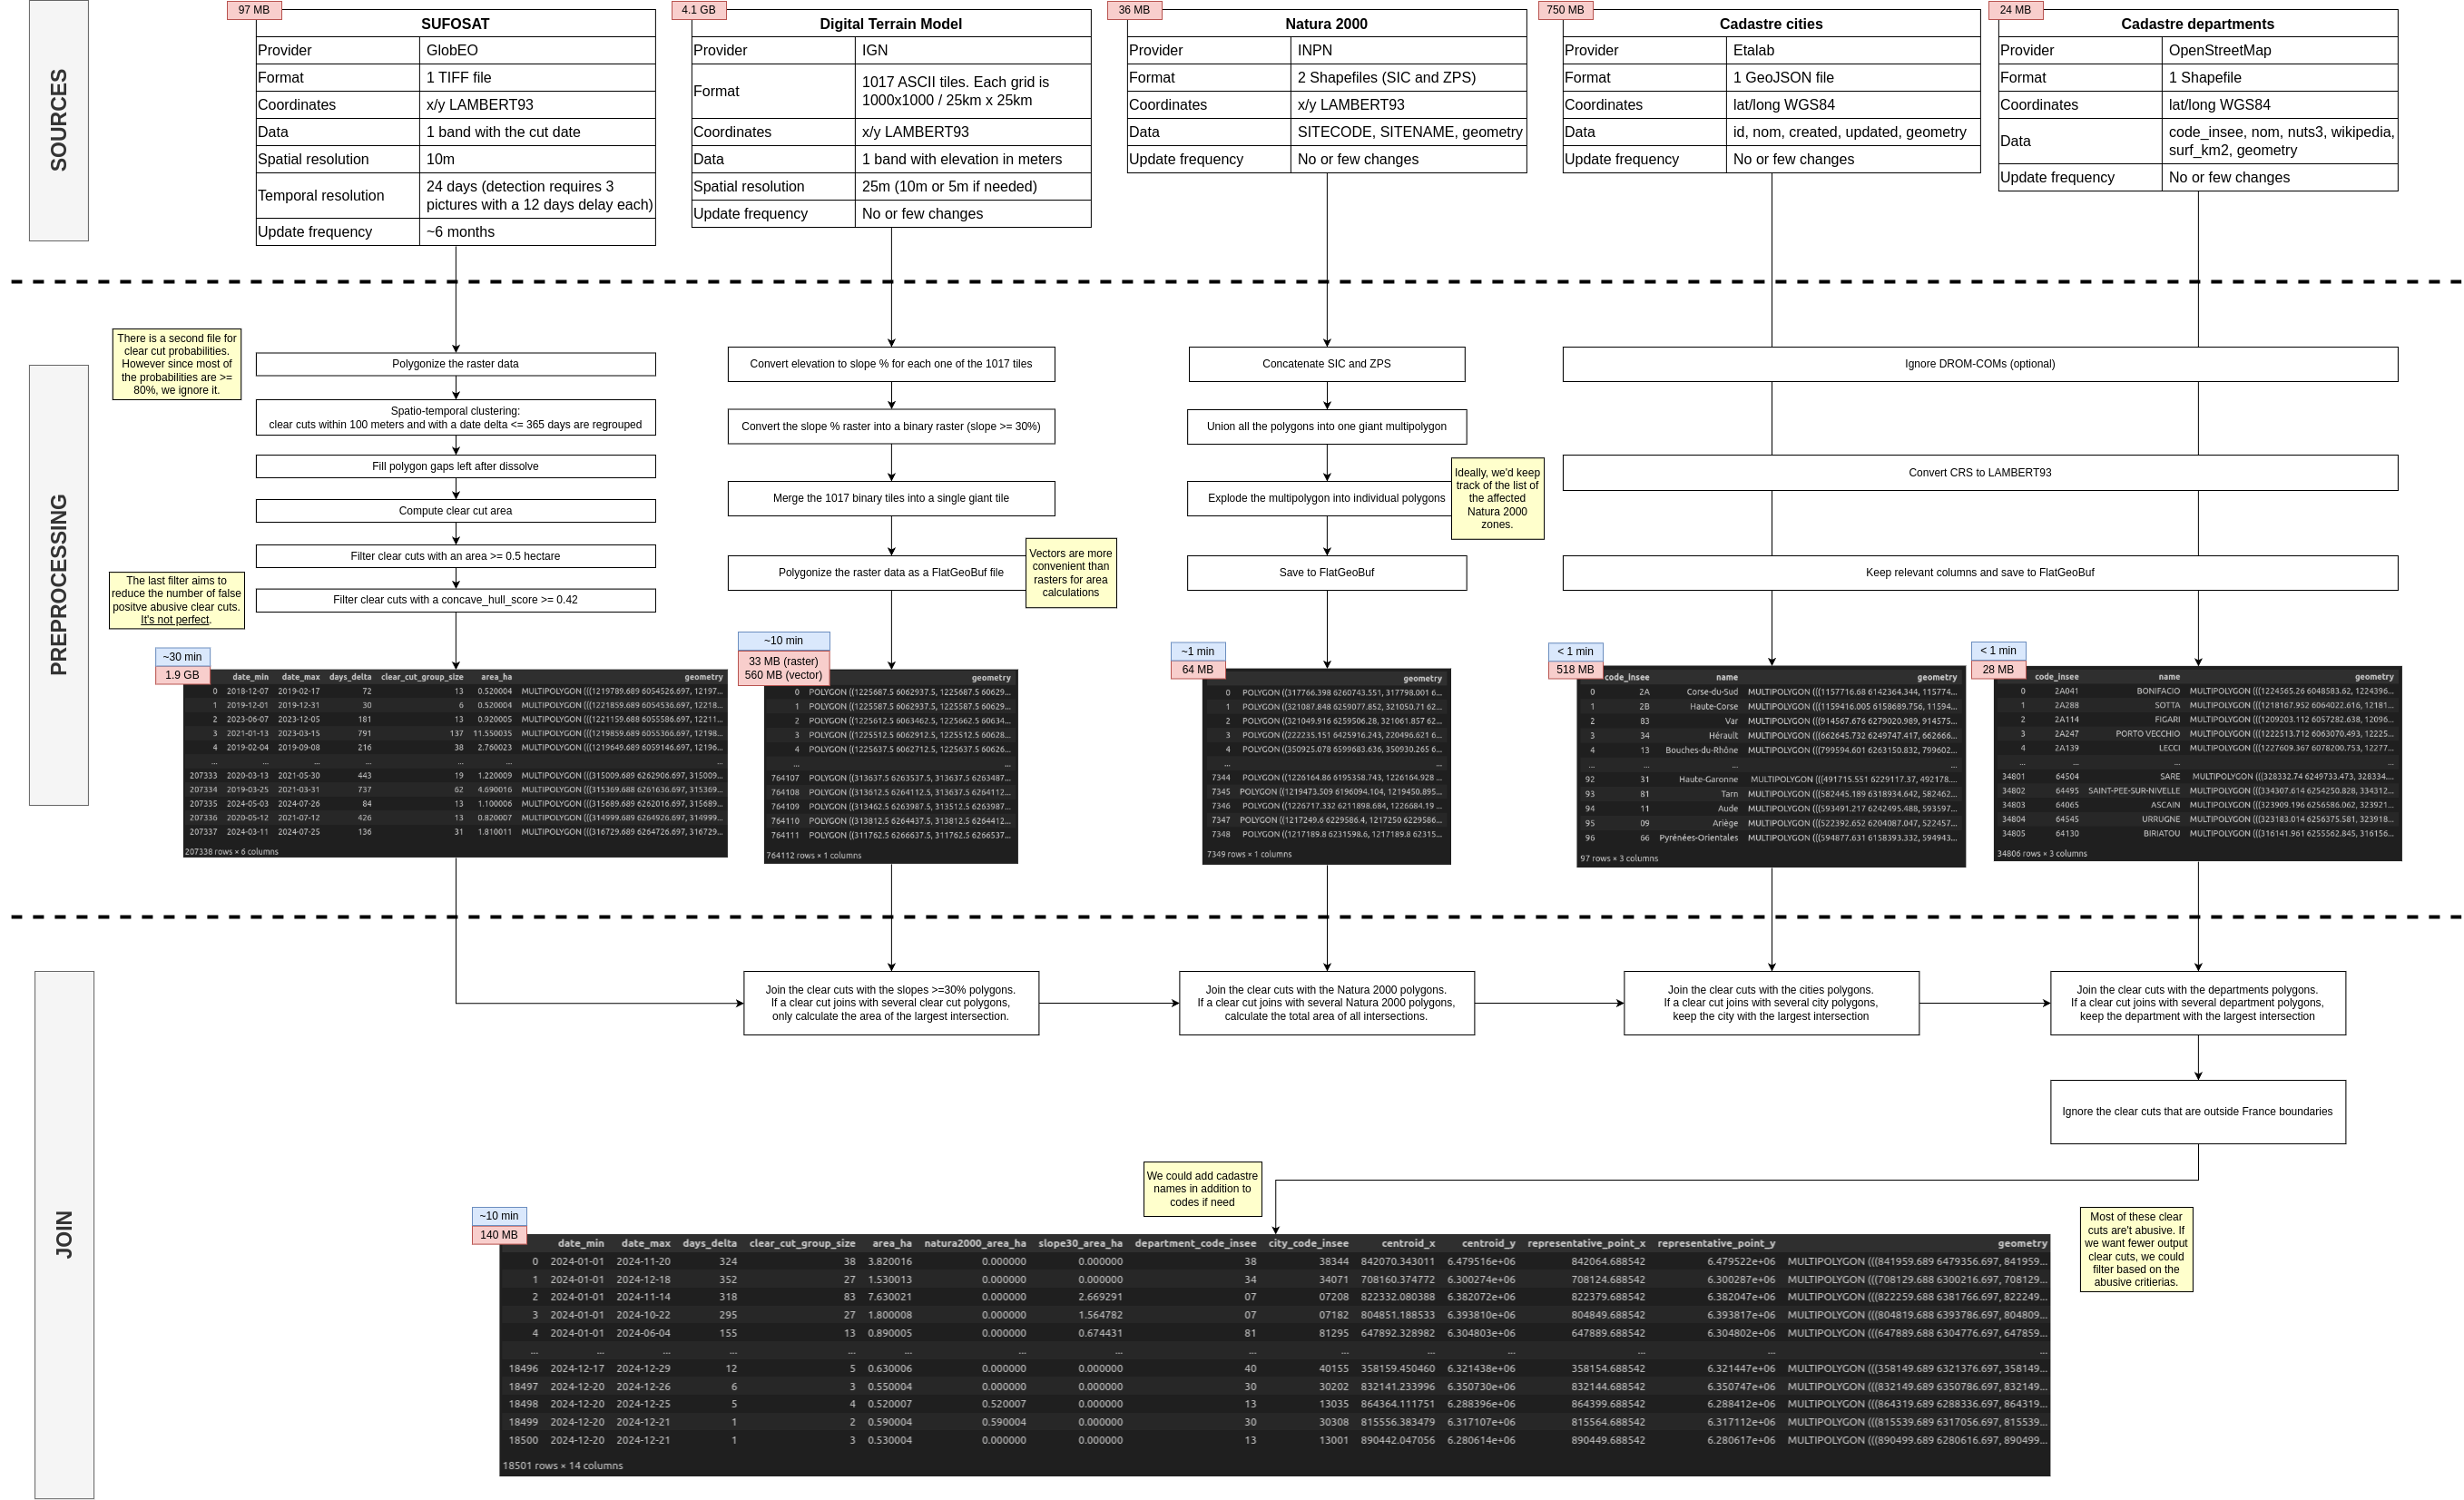 SOURCES
97 MB
SUFOSAT
Provider GlobEO
Format 1 TIFF file
Coordinates x/y LAMBERT93
Data 1 band with the cut date
Spatial resolution 10m
Temporal resolution 24 days (detection requires 3
pictures with a 12 days delay each)
Update frequency ~6 months
4.1 GB
Digital Terrain Model
Provider IGN
Format 1017 ASCII tiles. Each grid is
1000x1000 / 25km x 25km
Coordinates x/y LAMBERT93
Data 1 band with elevation in meters
Spatial resolution 25m (10m or 5m if needed)
Update frequency No or few changes
36 MB
Natura 2000
Provider INPN
Format 2 Shapefiles (SIC and ZPS)
Coordinates x/y LAMBERT93
Data SITECODE, SITENAME, geometry
Update frequency No or few changes
750 MB
Cadastre cities
Provider Etalab
Format 1 GeoJSON file
Coordinates lat/long WGS84
Data id, nom, created, updated, geometry
Update frequency No or few changes
24 MB
Cadastre departments
Provider OpenStreetMap
Format 1 Shapefile
Coordinates lat/long WGS84
Data code_insee, nom, nuts3, wikipedia,
surf_km2, geometry
Update frequency No or few changes
PREPROCESSING
There is a second file for
clear cut probabilities.
However since most of
the probabilities are >=
80%, we ignore it.
Polygonize the raster data
Spatio-temporal clustering:
clear cuts within 100 meters and with a date delta <= 365 days are regrouped
Fill polygon gaps left after dissolve
Compute clear cut area
Filter clear cuts with an area >= 0.5 hectare
Filter clear cuts with a concave_hull_score >= 0.42
The last filter aims to
reduce the number of false
positve abusive clear cuts.
It's not perfect.
Convert elevation to slope % for each one of the 1017 tiles
Convert the slope % raster into a binary raster (slope >= 30%)
Merge the 1017 binary tiles into a single giant tile
Polygonize the raster data as a FlatGeoBuf file
Vectors are more
convenient than
rasters for area
calculations
Concatenate SIC and ZPS
Union all the polygons into one giant multipolygon
Explode the multipolygon into individual polygons
Save to FlatGeoBuf
Ideally, we'd keep
track of the list of
the affected
Natura 2000
zones.
Ignore DROM-COMs (optional)
Convert CRS to LAMBERT93
Keep relevant columns and save to FlatGeoBuf
~30 min
1.9 GB
date_min date_max days_delta clear_cut_group_size area_ha geometry
0 2018-12-07 2019-02-17 72 13 0.520004 MULTIPOLYGON (((1219789.689 6054526.697, 12197...
1 2019-12-01 2019-12-31 30 6 0.520004 MULTIPOLYGON (((1221859.689 6054536.697, 12218...
2 2023-06-07 2023-12-05 181 13 0.920005 MULTIPOLYGON (((1221159.688 6055586.697, 12211...
3 2021-01-13 2023-03-15 791 137 11.550035 MULTIPOLYGON (((1219859.689 6055366.697, 12198...
4 2019-02-04 2019-09-08 216 38 2.760023 MULTIPOLYGON (((1219649.689 6059146.697, 12196...
... ... ... ... ... ... ...
207333 2020-03-13 2021-05-30 443 19 1.220009 MULTIPOLYGON (((315009.689 6262906.697, 315009...
207334 2019-03-25 2021-03-31 737 62 4.690016 MULTIPOLYGON (((315369.688 6261636.697, 315369...
207335 2024-05-03 2024-07-26 84 13 1.100006 MULTIPOLYGON (((315689.689 6262016.697, 315689...
207336 2020-05-12 2021-07-12 426 13 0.820007 MULTIPOLYGON (((314999.689 6264926.697, 314999...
207337 2024-03-11 2024-07-25 136 31 1.810011 MULTIPOLYGON (((316729.689 6264726.697, 316729...
207338 rows × 6 columns
~10 min
33 MB (raster)
560 MB (vector)
geometry
0 POLYGON ((1225687.5 6062937.5, 1225687.5 60629...
1 POLYGON ((1225587.5 6062937.5, 1225587.5 60629...
2 POLYGON ((1225612.5 6063462.5, 1225662.5 60634...
3 POLYGON ((1225512.5 6062912.5, 1225512.5 60628...
4 POLYGON ((1225637.5 6062712.5, 1225637.5 60626...
... ...
764107 POLYGON ((313637.5 6263537.5, 313637.5 6263487...
764108 POLYGON ((313612.5 6264112.5, 313637.5 6264112...
764109 POLYGON ((313462.5 6263987.5, 313512.5 6263987...
764110 POLYGON ((313812.5 6264437.5, 313812.5 6264412...
764111 POLYGON ((311762.5 6266637.5, 311762.5 6266537...
764112 rows × 1 columns
~1 min
64 MB
geometry
0 POLYGON ((317766.398 6260743.551, 317798.001 6...
1 POLYGON ((321087.848 6259077.852, 321050.71 62...
2 POLYGON ((321049.916 6259506.28, 321061.857 62...
3 POLYGON ((222235.151 6425916.243, 220496.621 6...
4 POLYGON ((350925.078 6599683.636, 350930.265 6...
... ...
7344 POLYGON ((1226164.86 6195358.743, 1226164.928 ...
7345 POLYGON ((1219473.509 6196094.104, 1219450.895...
7346 POLYGON ((1226717.332 6211898.684, 1226684.19 ...
7347 POLYGON ((1217249.6 6229586.4, 1217250 6229586...
7348 POLYGON ((1217189.8 6231598.6, 1217189.8 62315...
7349 rows × 1 columns
< 1 min
518 MB
code_insee name geometry
0 2A Corse-du-Sud MULTIPOLYGON (((1157716.68 6142364.344, 115774...
1 2B Haute-Corse MULTIPOLYGON (((1159416.005 6158689.756, 11594...
2 83 Var MULTIPOLYGON (((914567.676 6279020.989, 914575...
3 34 Hérault MULTIPOLYGON (((662645.732 6249747.417, 662666...
4 13 Bouches-du-Rhône MULTIPOLYGON (((799594.601 6263150.832, 799602...
... ... ... ...
92 31 Haute-Garonne MULTIPOLYGON (((491715.551 6229117.37, 492178....
93 81 Tarn MULTIPOLYGON (((582445.189 6318934.642, 582462...
94 11 Aude MULTIPOLYGON (((593491.217 6242495.488, 593597...
95 09 Ariège MULTIPOLYGON (((522392.652 6204087.047, 522457...
96 66 Pyrénées-Orientales MULTIPOLYGON (((594877.631 6158393.332, 594943...
97 rows × 3 columns
< 1 min
28 MB
code_insee name geometry
0 2A041 BONIFACIO MULTIPOLYGON (((1224565.26 6048583.62, 1224396...
1 2A288 SOTTA MULTIPOLYGON (((1218167.952 6064022.616, 12181...
2 2A114 FIGARI MULTIPOLYGON (((1209203.112 6057282.638, 12096...
3 2A247 PORTO VECCHIO MULTIPOLYGON (((1222513.712 6063070.493, 12225...
4 2A139 LECCI MULTIPOLYGON (((1227609.367 6078200.753, 12277...
... ... ... ...
34801 64504 SARE MULTIPOLYGON (((328332.74 6249733.473, 328334....
34802 64495 SAINT-PEE-SUR-NIVELLE MULTIPOLYGON (((334307.614 6254250.828, 334312...
34803 64065 ASCAIN MULTIPOLYGON (((323909.196 6256586.062, 323921...
34804 64545 URRUGNE MULTIPOLYGON (((323183.014 6256375.581, 323918...
34805 64130 BIRIATOU MULTIPOLYGON (((316141.961 6255562.845, 316156...
34806 rows × 3 columns
JOIN
Join the clear cuts with the slopes >=30% polygons.
If a clear cut joins with several clear cut polygons,
only calculate the area of the largest intersection.
Join the clear cuts with the Natura 2000 polygons.
If a clear cut joins with several Natura 2000 polygons,
calculate the total area of all intersections.
Join the clear cuts with the cities polygons.
If a clear cut joins with several city polygons,
keep the city with the largest intersection
Join the clear cuts with the departments polygons.
If a clear cut joins with several department polygons,
keep the department with the largest intersection
Ignore the clear cuts that are outside France boundaries
We could add cadastre
names in addition to
codes if need
Most of these clear
cuts are't abusive. If
we want fewer output
clear cuts, we could
filter based on the
abusive critierias.
~10 min
140 MB
date_min date_max days_delta clear_cut_group_size area_ha natura2000_area_ha slope30_area_ha department_code_insee city_code_insee centroid_x centroid_y representative_point_x representative_point_y geometry
0 2024-01-01 2024-11-20 324 38 3.820016 0.000000 0.000000 38 38344 842070.343011 6.479516e+06 842064.688542 6.479522e+06 MULTIPOLYGON (((841959.689 6479356.697, 841959...
1 2024-01-01 2024-12-18 352 27 1.530013 0.000000 0.000000 34 34071 708160.374772 6.300274e+06 708124.688542 6.300287e+06 MULTIPOLYGON (((708129.688 6300216.697, 708129...
2 2024-01-01 2024-11-14 318 83 7.630021 0.000000 2.669291 07 07208 822332.080388 6.382072e+06 822379.688542 6.382047e+06 MULTIPOLYGON (((822259.688 6381766.697, 822249...
3 2024-01-01 2024-10-22 295 27 1.800008 0.000000 1.564782 07 07182 804851.188533 6.393810e+06 804849.688542 6.393817e+06 MULTIPOLYGON (((804819.689 6393786.697, 804809...
4 2024-01-01 2024-06-04 155 13 0.890005 0.000000 0.674431 81 81295 647892.328982 6.304803e+06 647889.688542 6.304802e+06 MULTIPOLYGON (((647889.688 6304776.697, 647859...
... ... ... ... ... ... ... ... ... ... ... ... ... ... ...
18496 2024-12-17 2024-12-29 12 5 0.630006 0.000000 0.000000 40 40155 358159.450460 6.321438e+06 358154.688542 6.321447e+06 MULTIPOLYGON (((358149.689 6321376.697, 358149...
18497 2024-12-20 2024-12-26 6 3 0.550004 0.000000 0.000000 30 30202 832141.233996 6.350730e+06 832144.688542 6.350747e+06 MULTIPOLYGON (((832149.689 6350786.697, 832149...
18498 2024-12-20 2024-12-25 5 4 0.520007 0.520007 0.000000 13 13035 864364.111751 6.288396e+06 864399.688542 6.288412e+06 MULTIPOLYGON (((864319.689 6288336.697, 864319...
18499 2024-12-20 2024-12-21 1 2 0.590004 0.590004 0.000000 30 30308 815556.383479 6.317107e+06 815564.688542 6.317112e+06 MULTIPOLYGON (((815539.689 6317056.697, 815539...
18500 2024-12-20 2024-12-21 1 3 0.530004 0.000000 0.000000 13 13001 890442.047056 6.280614e+06 890449.688542 6.280617e+06 MULTIPOLYGON (((890499.689 6280616.697, 890499...
18501 rows × 14 columns